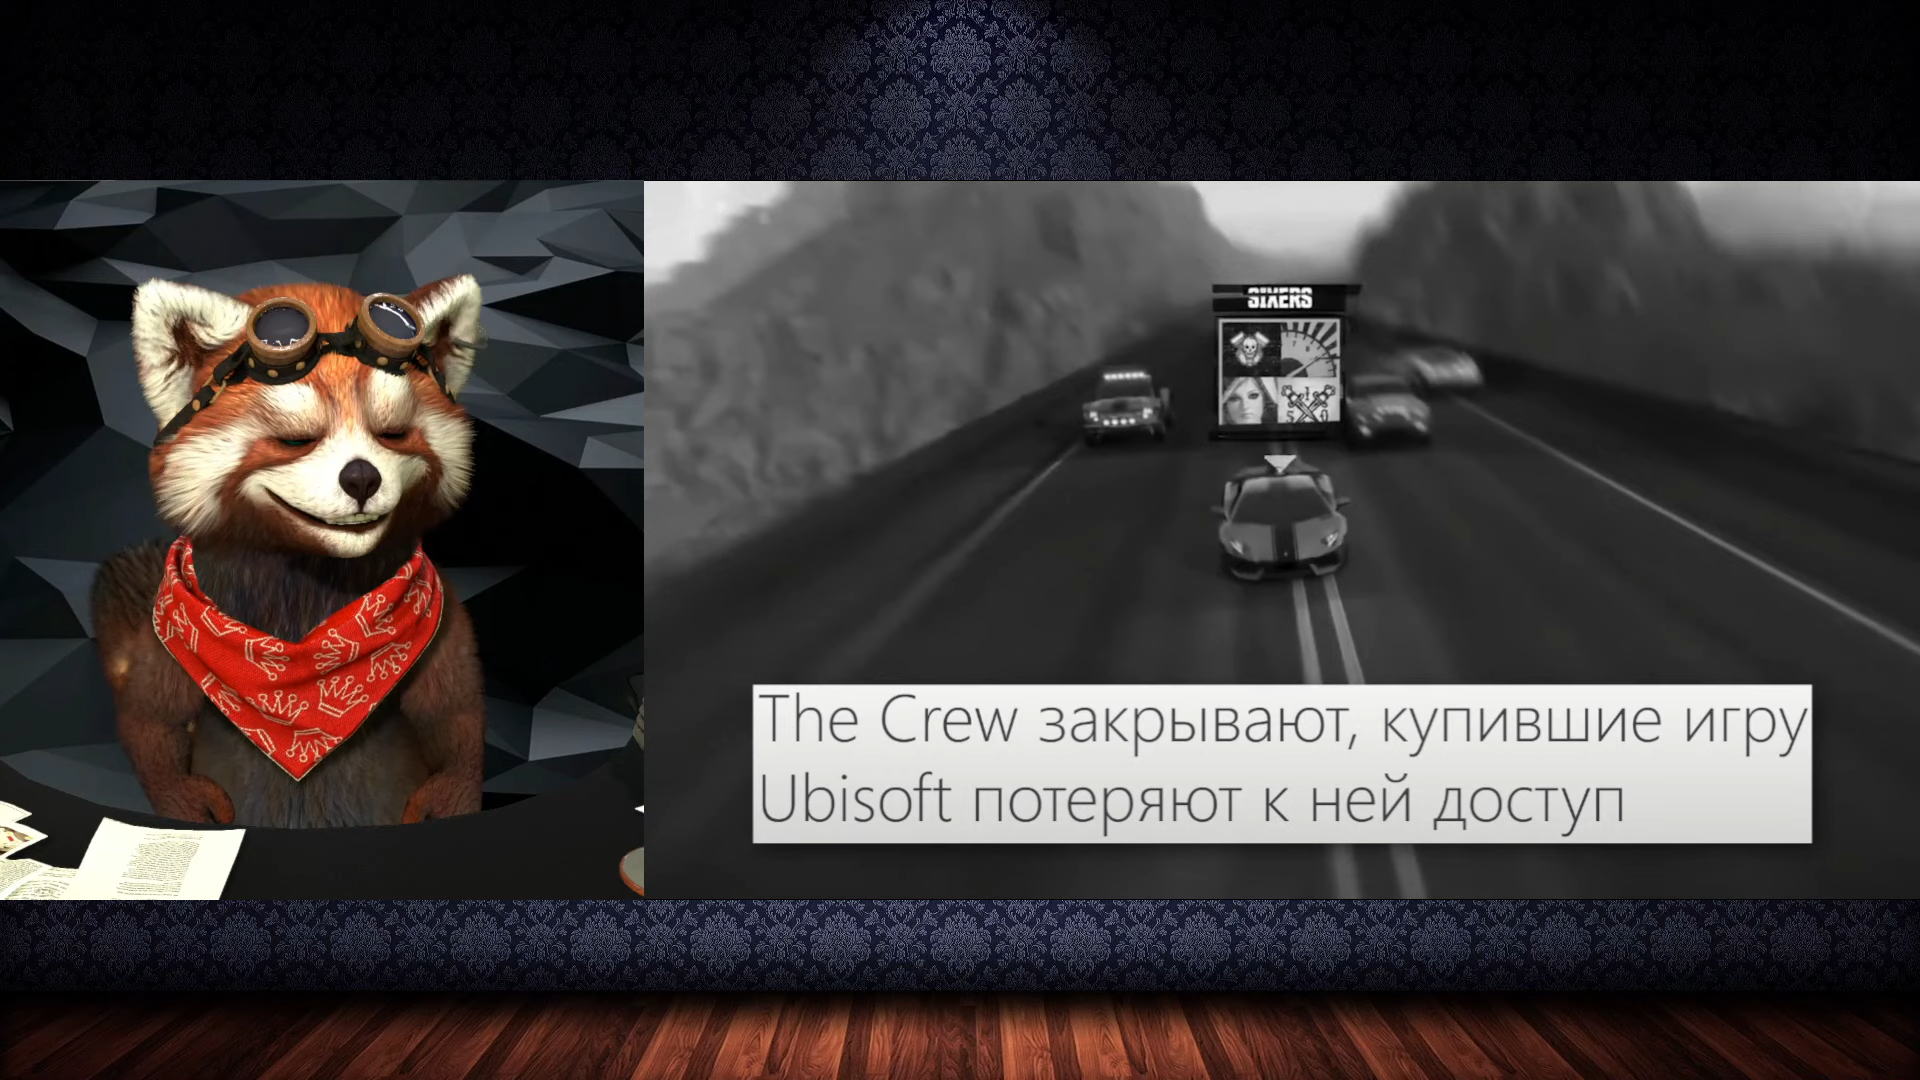 SIXERS
The Crew закрывают, купившие игру
Ubisoft потеряют к ней доступ